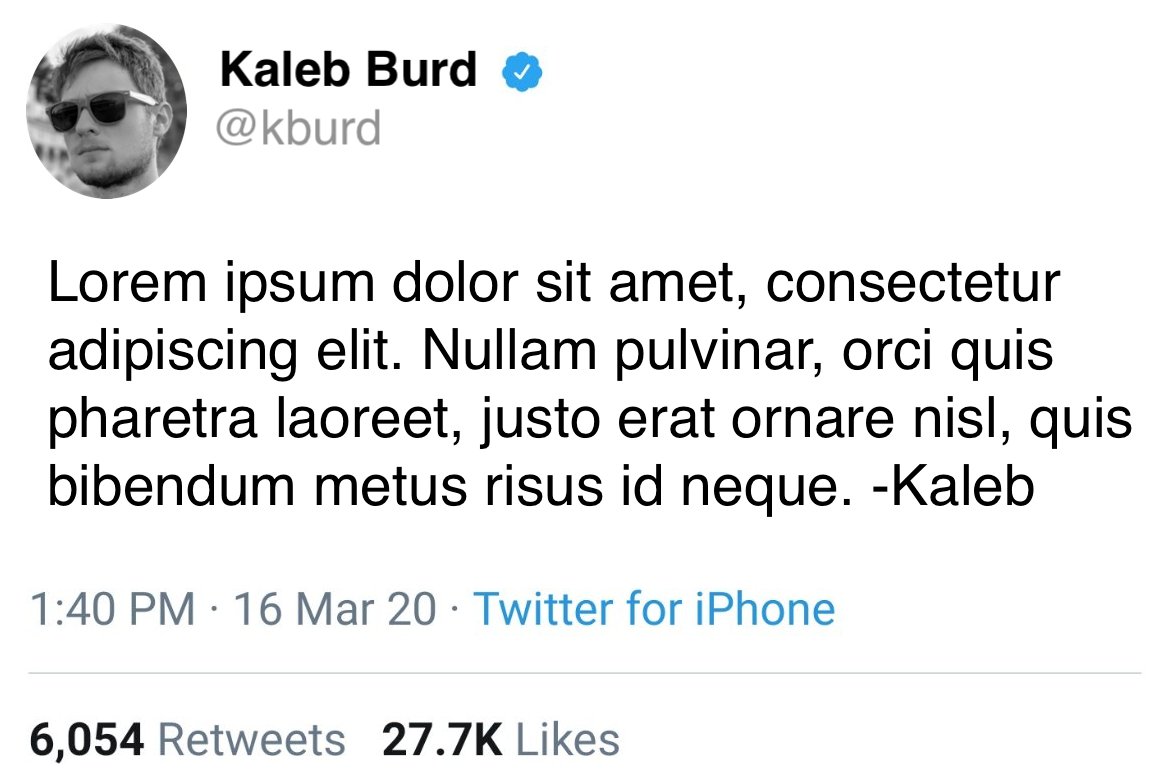 Kaleb Burd
@kburd
Lorem ipsum dolor sit amet, consectetur
adipiscing elit. Nullam pulvinar, orci quis
pharetra laoreet, justo erat ornare nisl, quis
bibendum metus risus id neque. -Kaleb
1:40 PM · 16 Mar 20 · Twitter for iPhone
6,054 Retweets 27.7K Likes